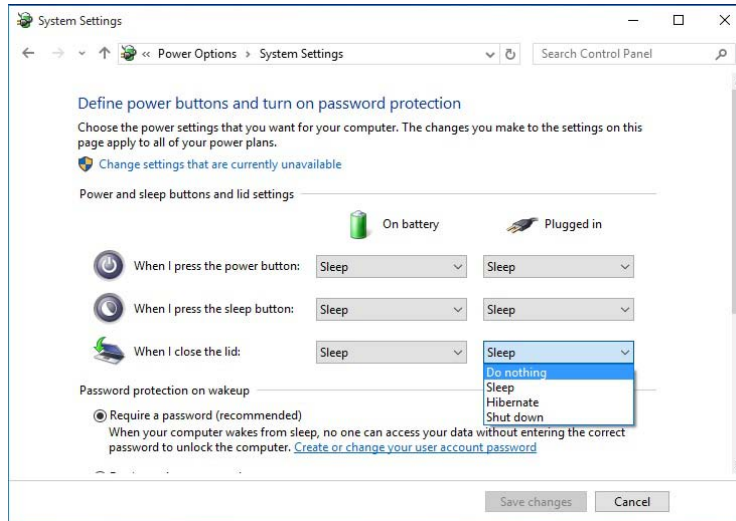 System Settings
« Power Options > System Settings
Search Control Panel
Define power buttons and turn on password protection
Choose the power settings that you want for your computer. The changes you make to the settings on this
page apply to all of your power plans.
Change settings that are currently unavailable
Power and sleep buttons and lid settings
On battery Plugged in
When I press the power button: Sleep Sleep
When I press the sleep button: Sleep Sleep
When I close the lid: Sleep Sleep
Do nothing
Sleep
Hibernate
Shut down
Password protection on wakeup
Require a password (recommended)
When your computer wakes from sleep, no one can access your data without entering the correct
password to unlock the computer. Create or change your user account password
Save changes Cancel